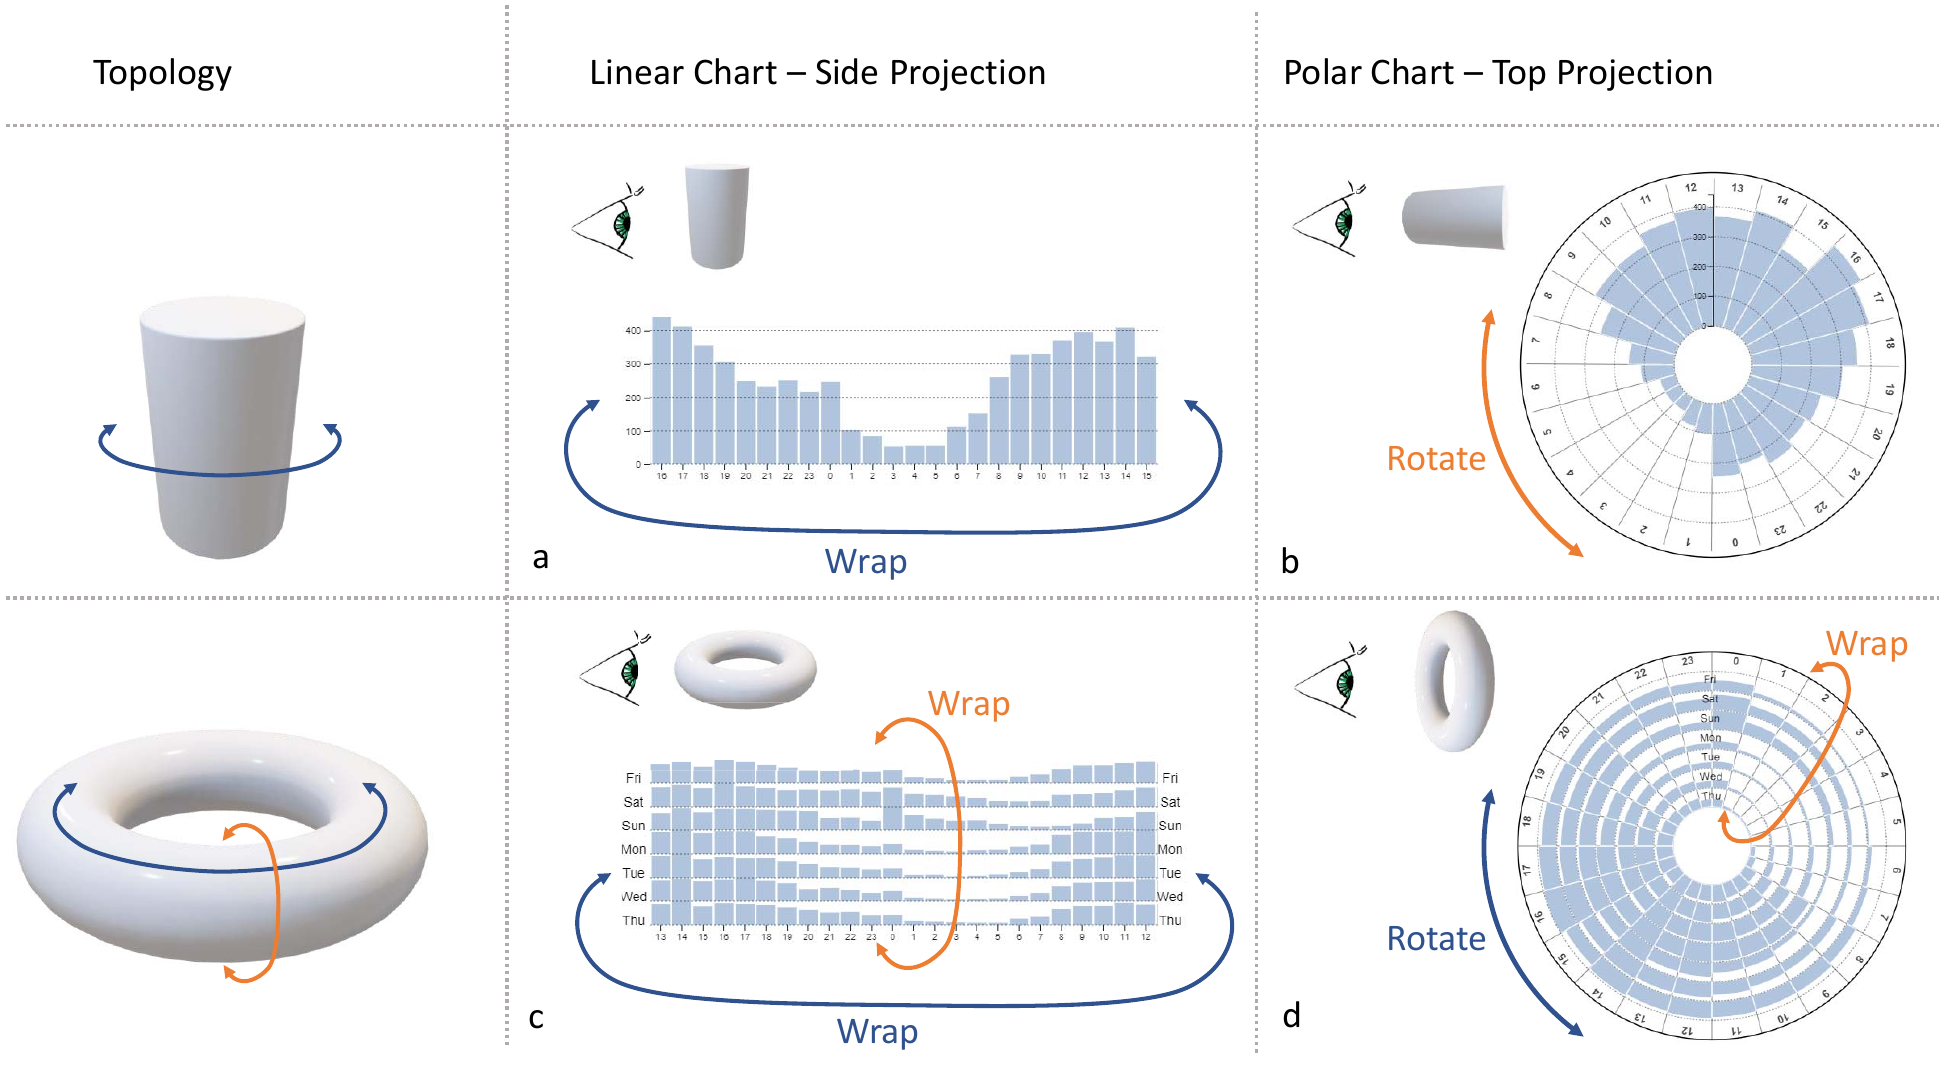 Topology
Linear Chart – Side Projection
Polar Chart – Top Projection
400
300
200
100
0
16 17 18 19 20 21 22 23 0 1 2 3 4 5 6 7 8 9 10 11 12 13 14 15
Wrap
a
12 13 14 15 16 17 18 19 20 21 22 23 0 1 2 3 4 5 6 7 8 9 10 11
400
300
200
100
0
Rotate
b
Wrap
Fri Fri
Sat Sat
Sun Sun
Mon Mon
Tue Tue
Wed Wed
Thu Thu
13 14 15 16 17 18 19 20 21 22 23 0 1 2 3 4 5 6 7 8 9 10 11 12
Wrap
c
Wrap
0 1 2 3 4 5 6 7 8 9 10 11 12 13 14 15 16 17 18 19 20 21 22 23
Fri
Sat
Sun
Mon
Tue
Wed
Thu
Rotate
d